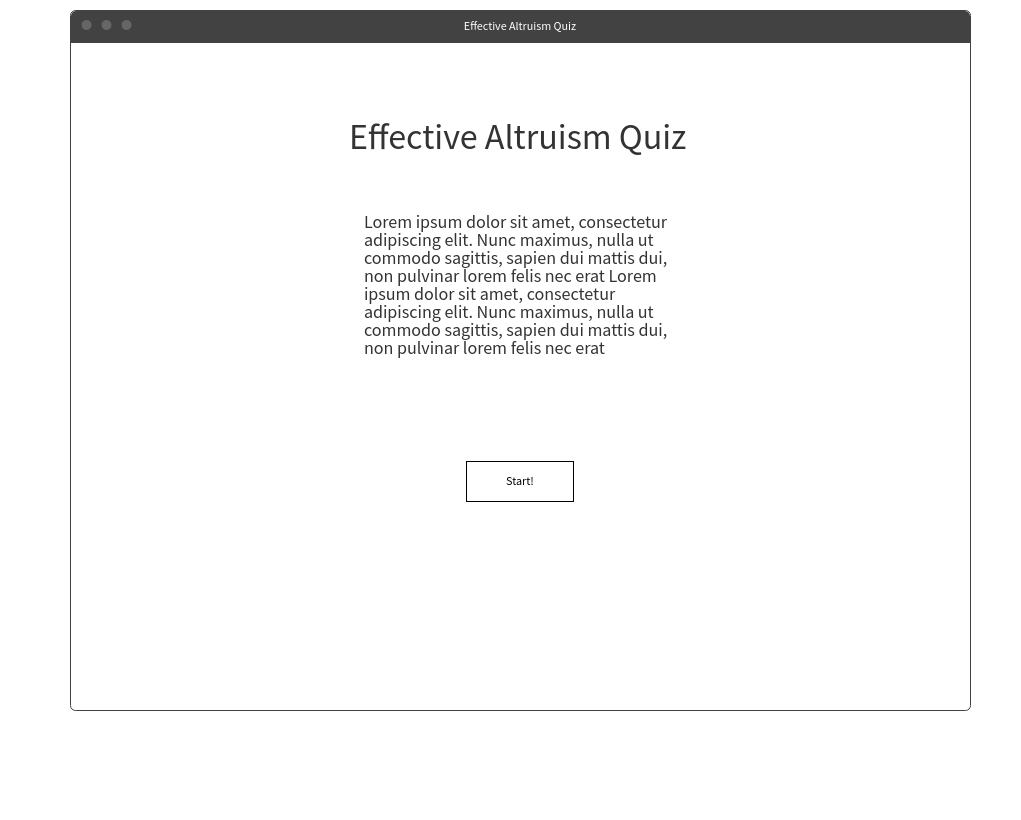 Effective Altruism Quiz
Effective Altruism Quiz
Lorem ipsum dolor sit amet, consectetur
adipiscing elit. Nunc maximus, nulla ut
commodo sagittis, sapien dui mattis dui,
non pulvinar lorem felis nec erat Lorem
ipsum dolor sit amet, consectetur
adipiscing elit. Nunc maximus, nulla ut
commodo sagittis, sapien dui mattis dui,
non pulvinar lorem felis nec erat
Start!